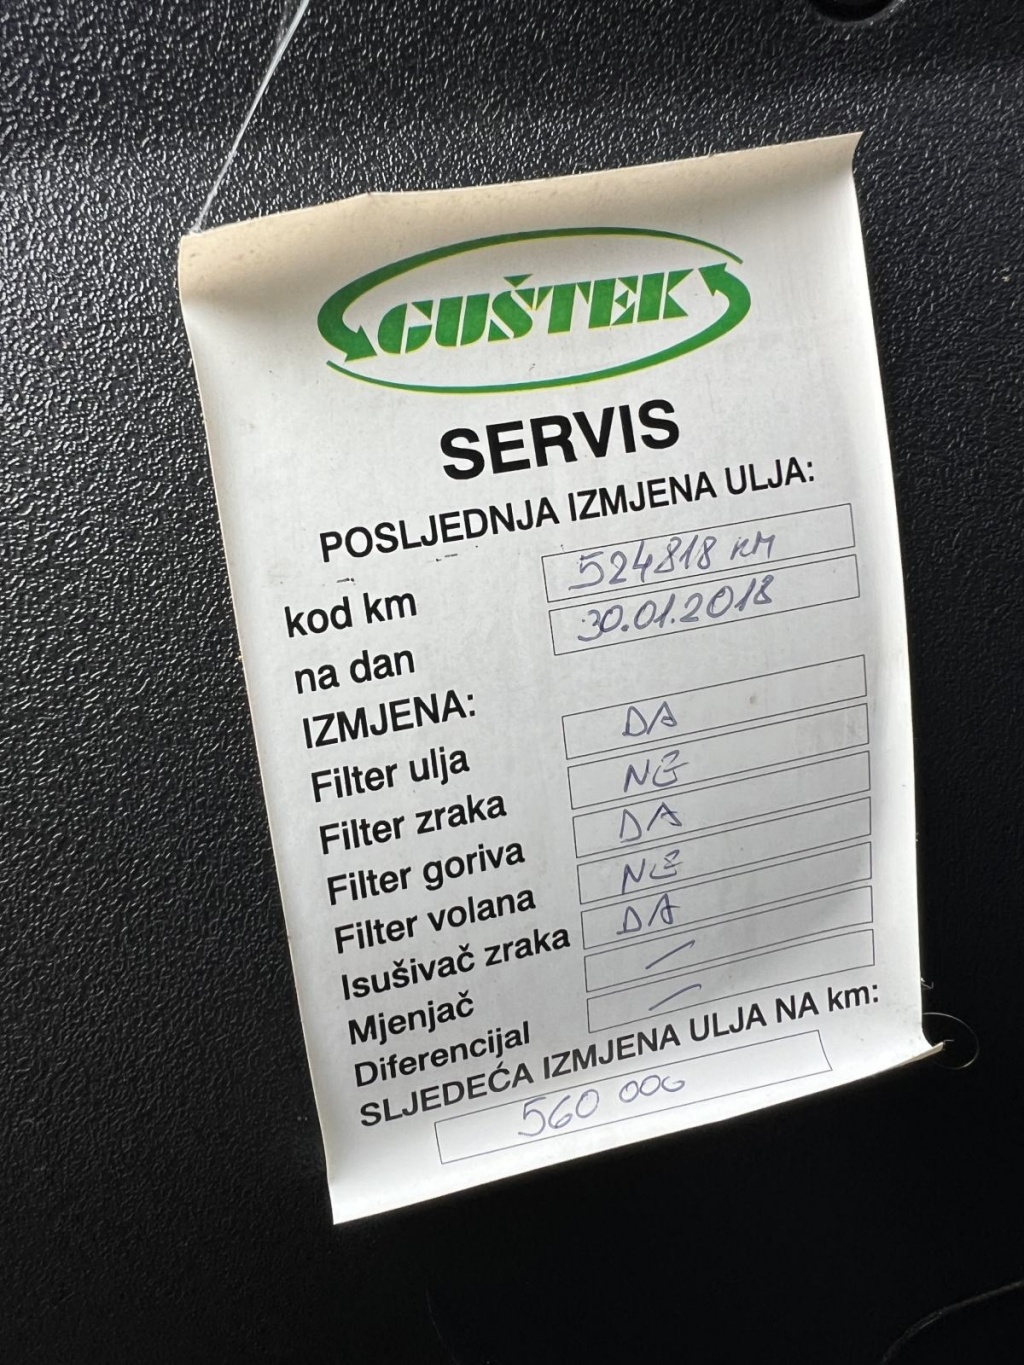 GUŠTEK
SERVIS
POSLJEDNJA IZMJENA ULJA:
kod km 524818 KM
na dan 30.01.2018
IZMJENA:
Filter ulja DA
Filter zraka NE
Filter goriva DA
Filter volana NE
Isušivač zraka DA
Mjenjač /
Diferencijal /
SLJEDEĆA IZMJENA ULJA NA km:
560 000